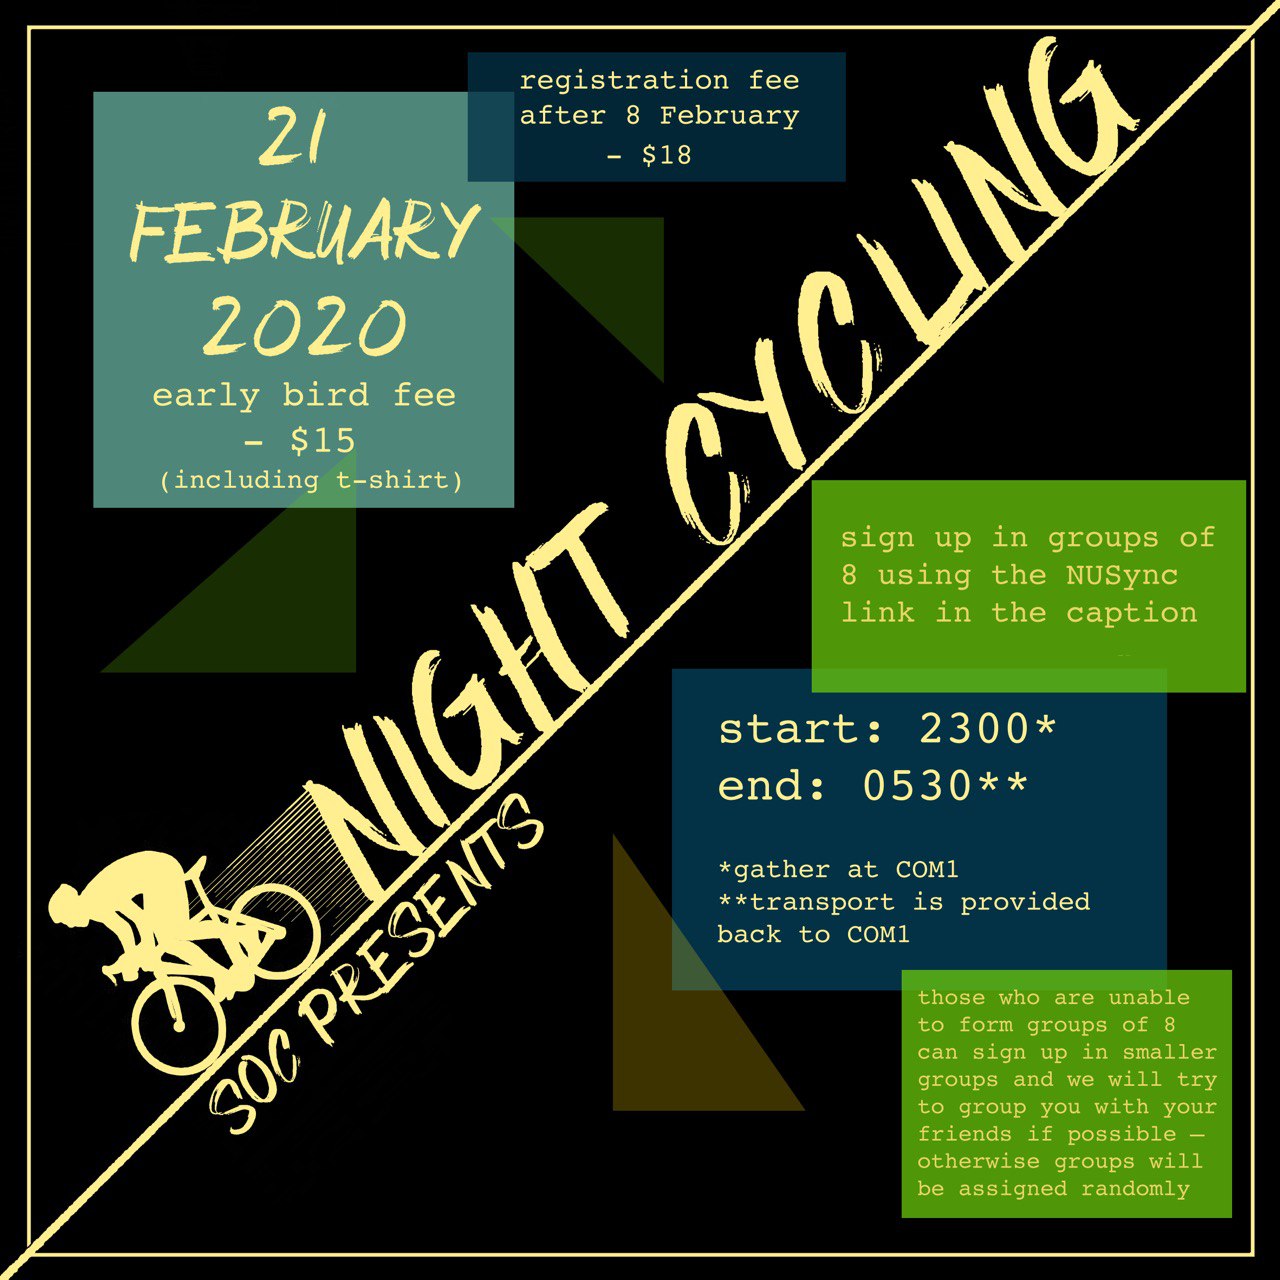 21
FEBRUARY
2020
early bird fee
- $15
(including t-shirt)
registration fee
after 8 February
- $18
NIGHT CYCLING
SOC PRESENTS
sign up in groups of
8 using the NUSync
link in the caption
start: 2300*
end: 0530**
*gather at COM1
**transport is provided
back to COM1
those who are unable
to form groups of 8
can sign up in smaller
groups and we will try
to group you with your
friends if possible –
otherwise groups will
be assigned randomly